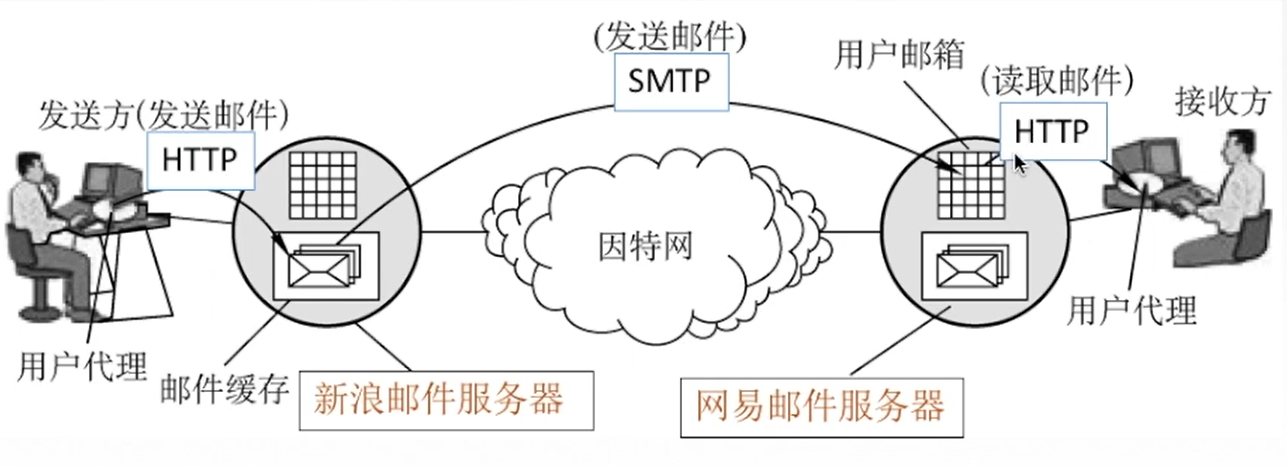 (发送邮件)
SMTP
用户邮箱
(读取邮件)
HTTP
接收方
发送方(发送邮件)
HTTP
因特网
用户代理
用户代理
邮件缓存
新浪邮件服务器
网易邮件服务器